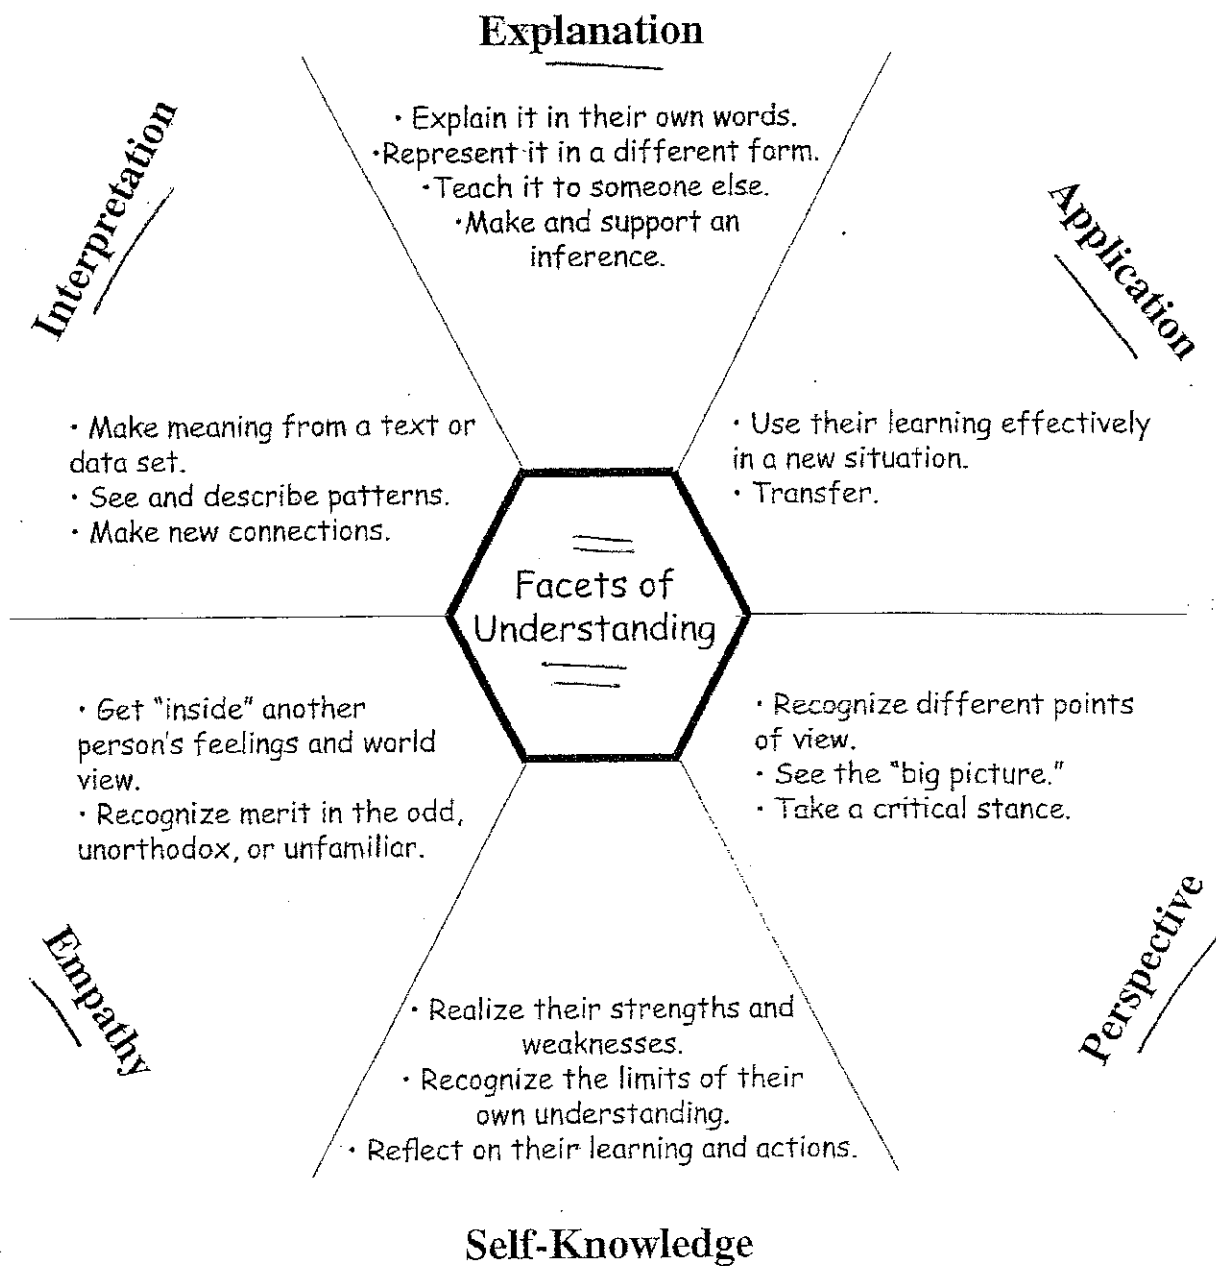 Explanation
· Explain it in their own words.
·Represent it in a different form.
·Teach it to someone else.
·Make and support an
inference.
Application
· Use their learning effectively
in a new situation.
· Transfer.
Perspective
· Recognize different points
of view.
· See the "big picture."
· Take a critical stance.
Self-Knowledge
· Realize their strengths and
weaknesses.
· Recognize the limits of their
own understanding.
· Reflect on their learning and actions.
Empathy
· Get "inside" another
person's feelings and world
view.
· Recognize merit in the odd,
unorthodox, or unfamiliar.
Interpretation
· Make meaning from a text or
data set.
· See and describe patterns.
· Make new connections.
Facets of
Understanding